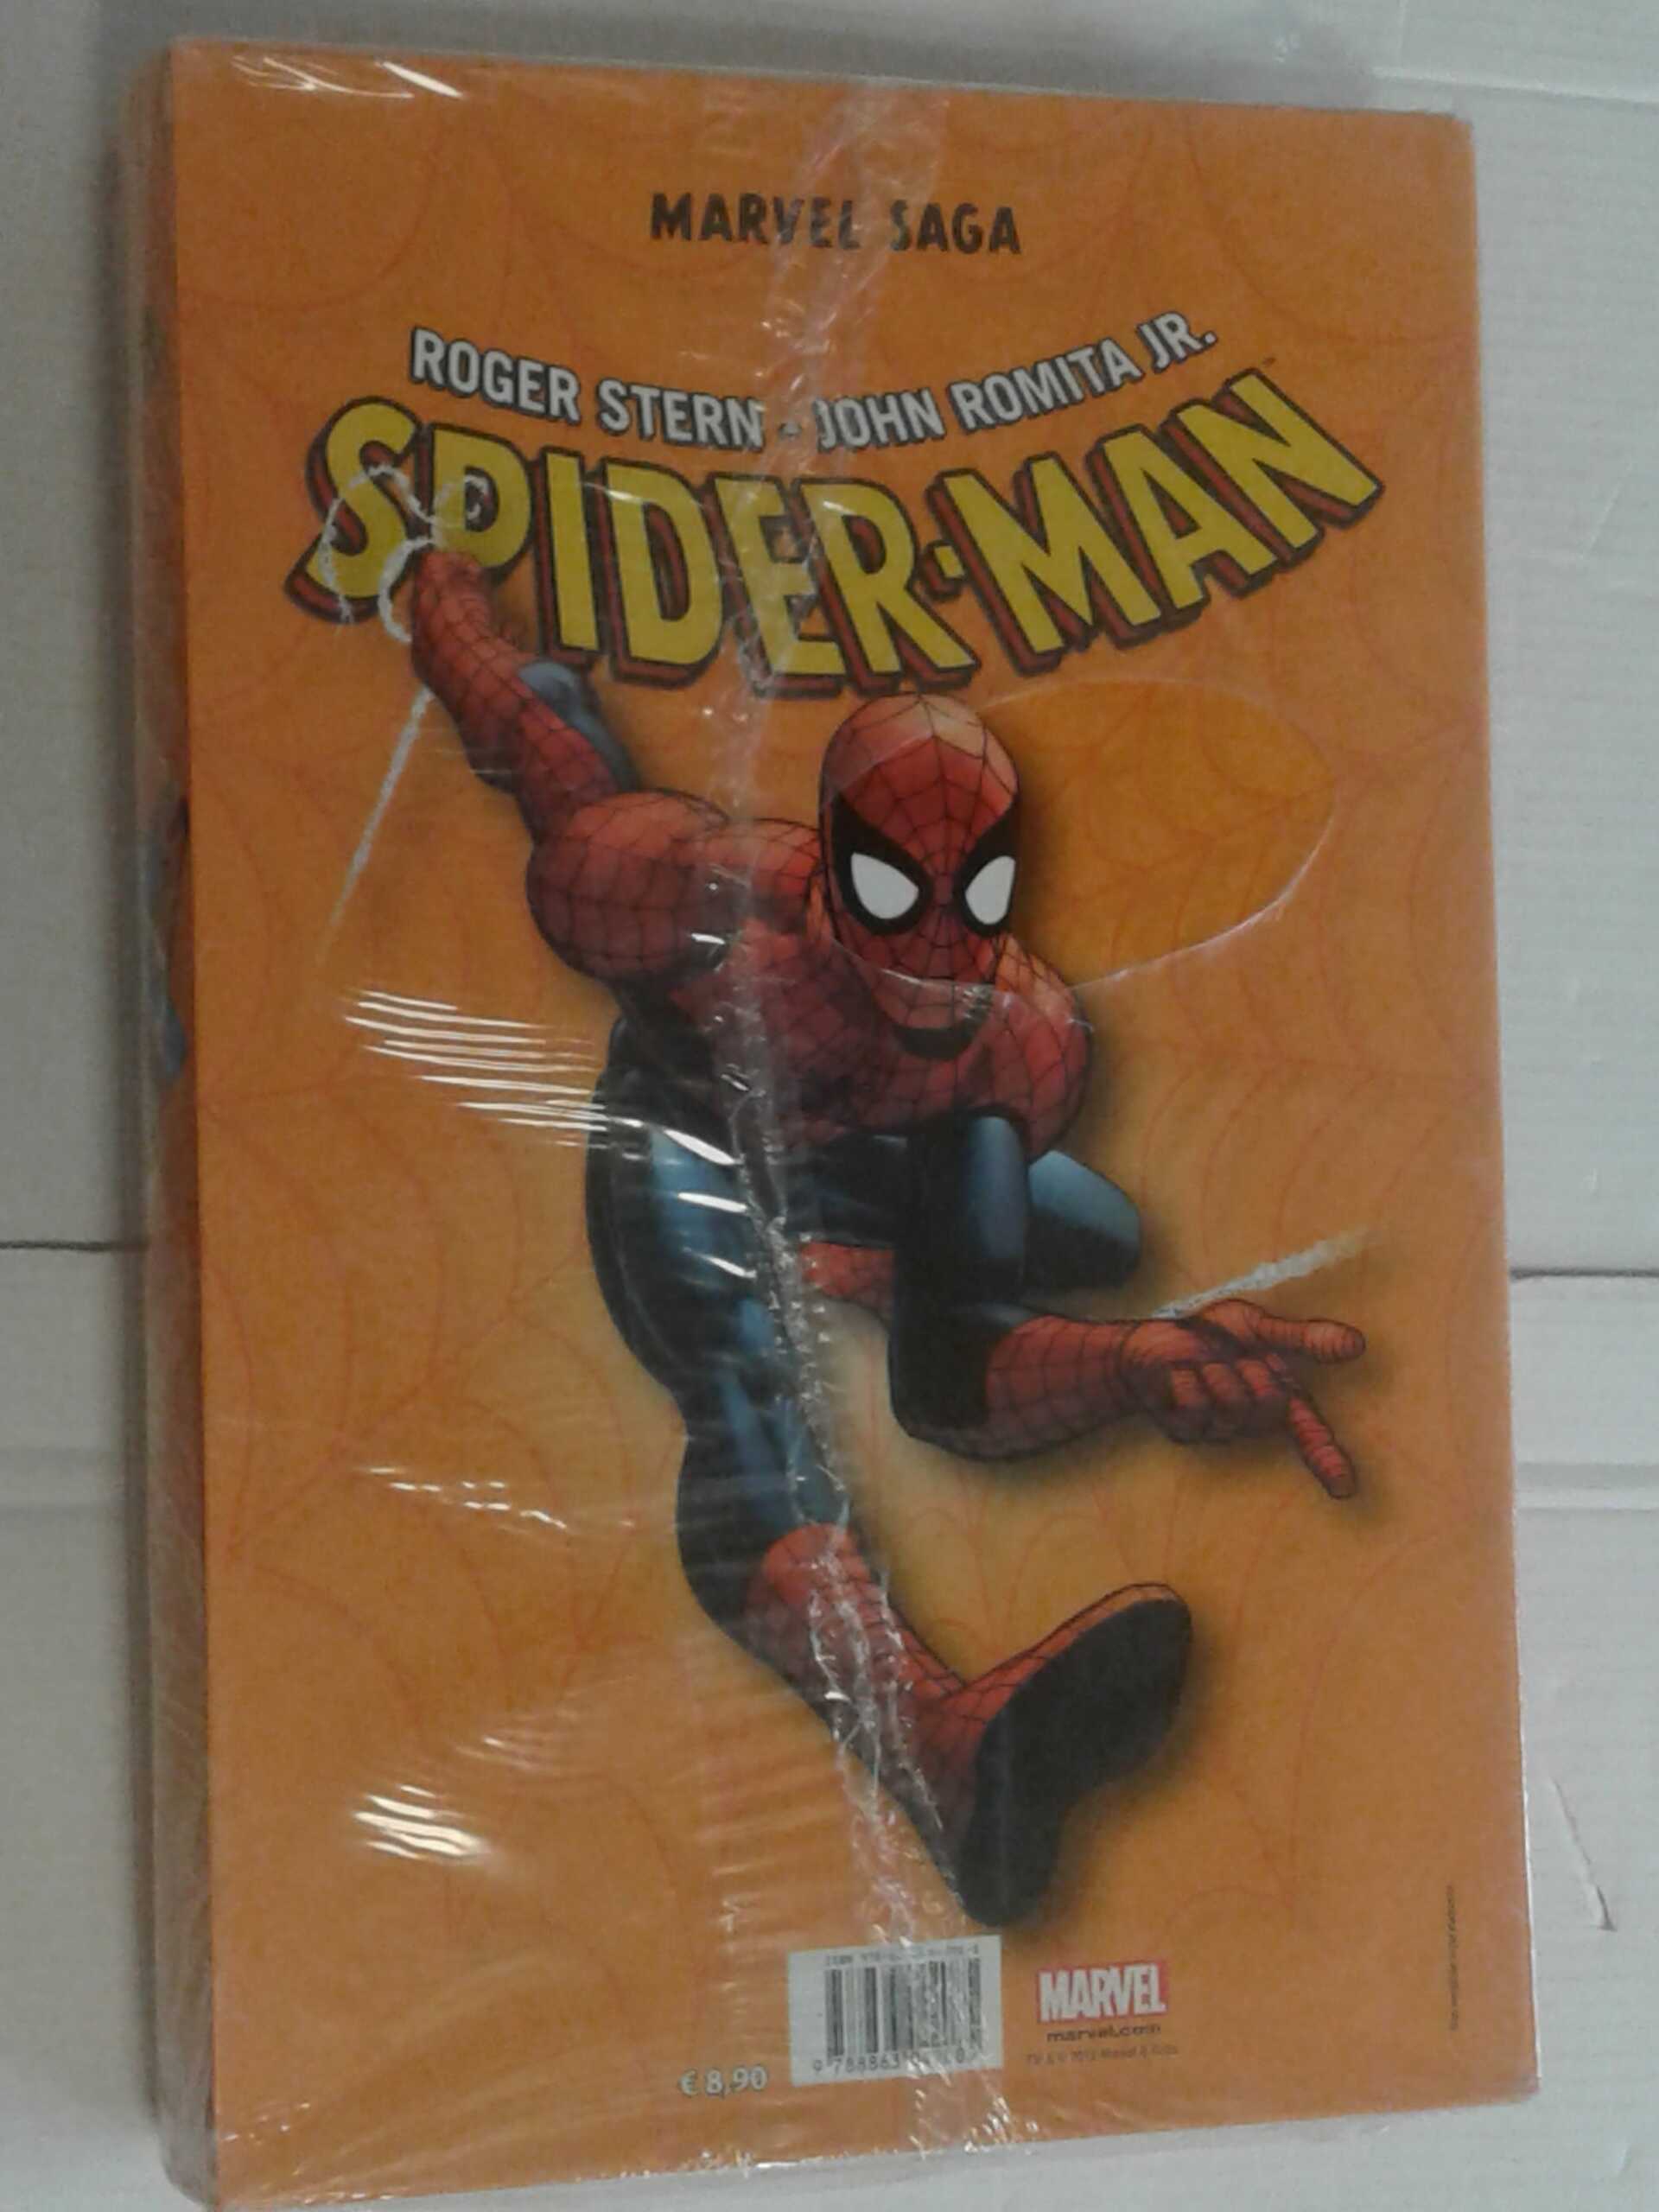 MARVEL SAGA
ROGER STERN - JOHN ROMITA JR.
SPIDER-MAN
MARVEL
marvel.com
€ 8,90